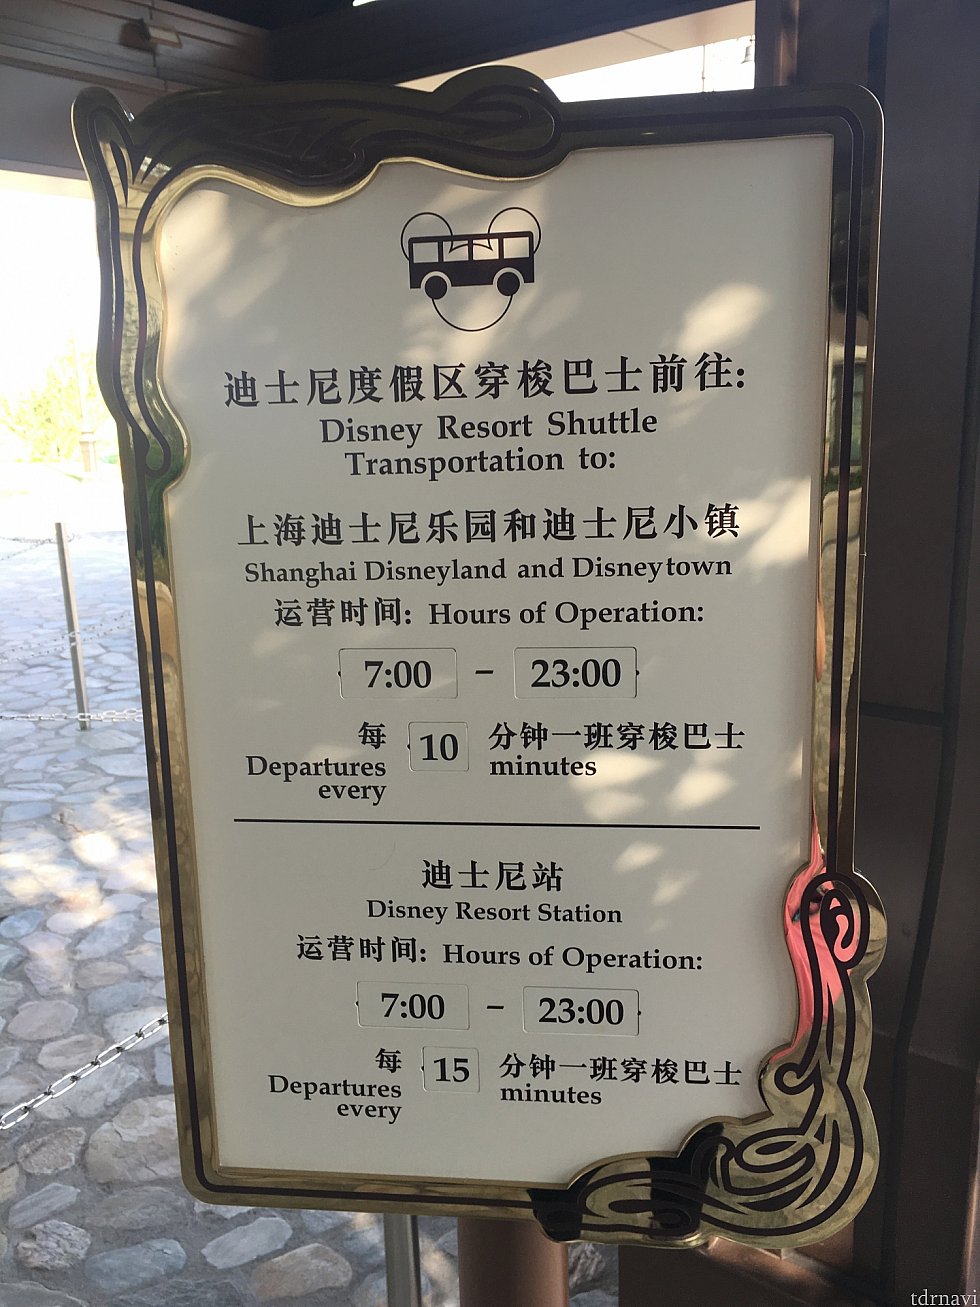 迪士尼度假区穿梭巴士前往:
Disney Resort Shuttle
Transportation to:
上海迪士尼乐园和迪士尼小镇
Shanghai Disneyland and Disneytown
运营时间: Hours of Operation:
7:00 – 23:00
每 10 分钟一班穿梭巴士
Departures minutes
every
迪士尼站
Disney Resort Station
运营时间: Hours of Operation:
7:00 – 23:00
每 15 分钟一班穿梭巴士
Departures minutes
every
tdrnavi